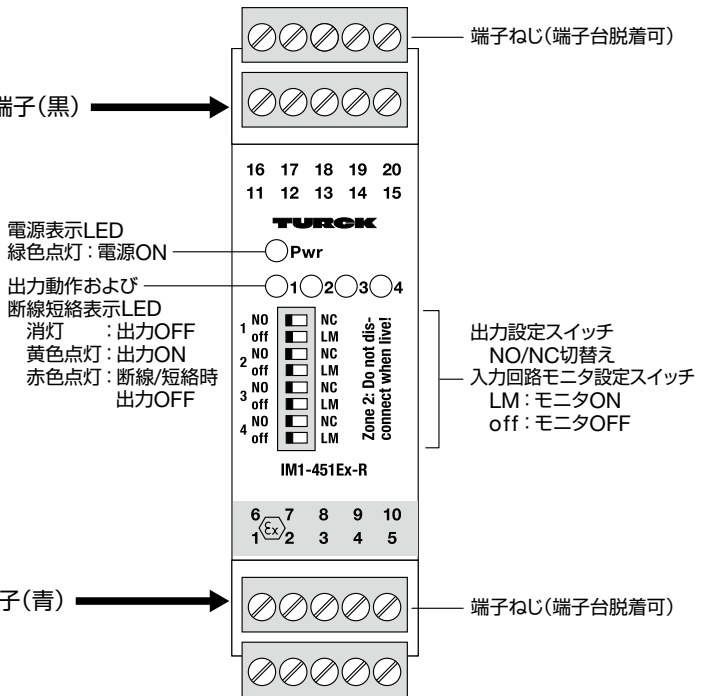 端子ねじ(端子台脱着可)
端子(黒)
16 17 18 19 20
11 12 13 14 15
TURCK
電源表示LED
緑色点灯：電源ON
Pwr
出力動作および
断線短絡表示LED
消灯　　：出力OFF
黄色点灯：出力ON
赤色点灯：断線/短絡時
出力OFF
1 2 3 4
1 NO NC
off LM
2 NO NC
off LM
3 NO NC
off LM
4 NO NC
off LM
Zone 2: Do not dis-
connect when live!
出力設定スイッチ
NO/NC切替え
入力回路モニタ設定スイッチ
LM：モニタON
off：モニタOFF
IM1-451Ex-R
6 7 8 9 10
Ex
1 2 3 4 5
子(青)
端子ねじ(端子台脱着可)